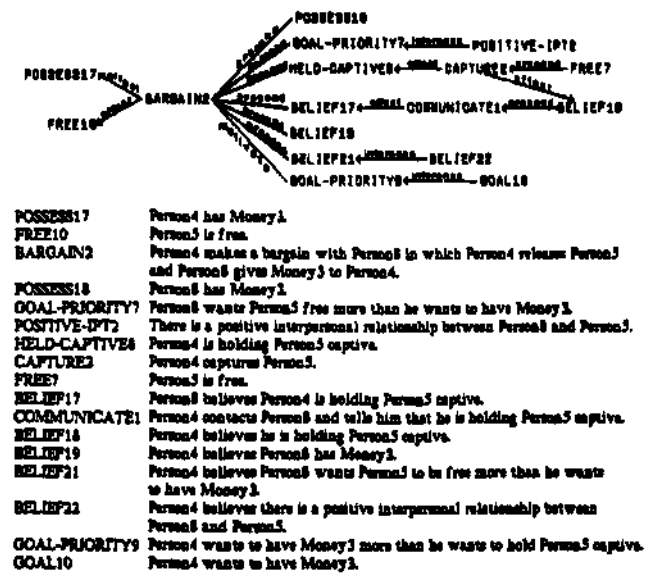 POSSESS18
GOAL-PRIORITY7 POSITIVE-IPT2
POSSESS17 HELD-CAPTIVE8 CAPTURE2 FREE7
BARGAIN2
BELIEF17 COMMUNICATE1 BELIEF18
FREE10
BELIEF19
BELIEF21 BELIEF22
GOAL-PRIORITY9 GOAL10
POSSESS17 Person4 has Money3.
FREE10 Person5 is free.
BARGAIN2 Person4 makes a bargain with Person8 in which Person4 releases Person5
and Person8 gives Money3 to Person4.
POSSESS18 Person8 has Money3.
GOAL-PRIORITY7 Person8 wants Person5 free more than he wants to have Money3.
POSITIVE-IPT2 There is a positive interpersonal relationship between Person8 and Person5.
HELD-CAPTIVE8 Person4 is holding Person5 captive.
CAPTURE2 Person4 captures Person5.
FREE7 Person5 is free.
BELIEF17 Person8 believes Person4 is holding Person5 captive.
COMMUNICATE1 Person4 contacts Person8 and tells him that he is holding Person5 captive.
BELIEF18 Person4 believes he is holding Person5 captive.
BELIEF19 Person4 believes Person8 has Money3.
BELIEF21 Person4 believes Person8 wants Person5 to be free more than he wants
to have Money3.
BELIEF22 Person4 believes there is a positive interpersonal relationship between
Person8 and Person5.
GOAL-PRIORITY9 Person4 wants to have Money3 more than he wants to hold Person5 captive.
GOAL10 Person4 wants to have Money3.